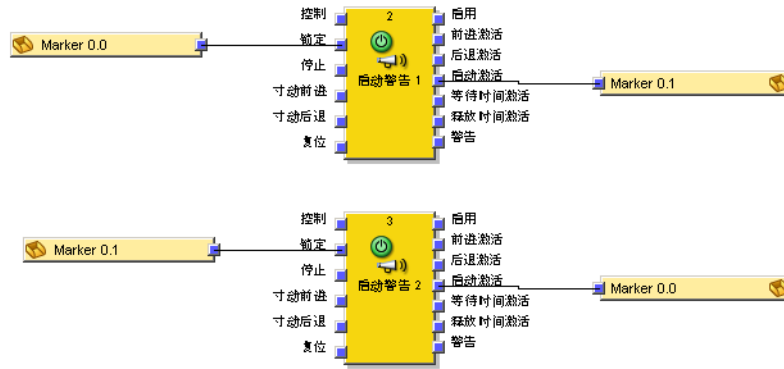 控制
2
启用
Marker 0.0
锁定
前进激活
停止
后退激活
寸动前进
启动警告 1
启动激活
Marker 0.1
寸动后退
等待时间激活
复位
释放时间激活
警告
控制
3
启用
Marker 0.1
锁定
前进激活
停止
后退激活
寸动前进
启动警告 2
启动激活
Marker 0.0
寸动后退
等待时间激活
复位
释放时间激活
警告